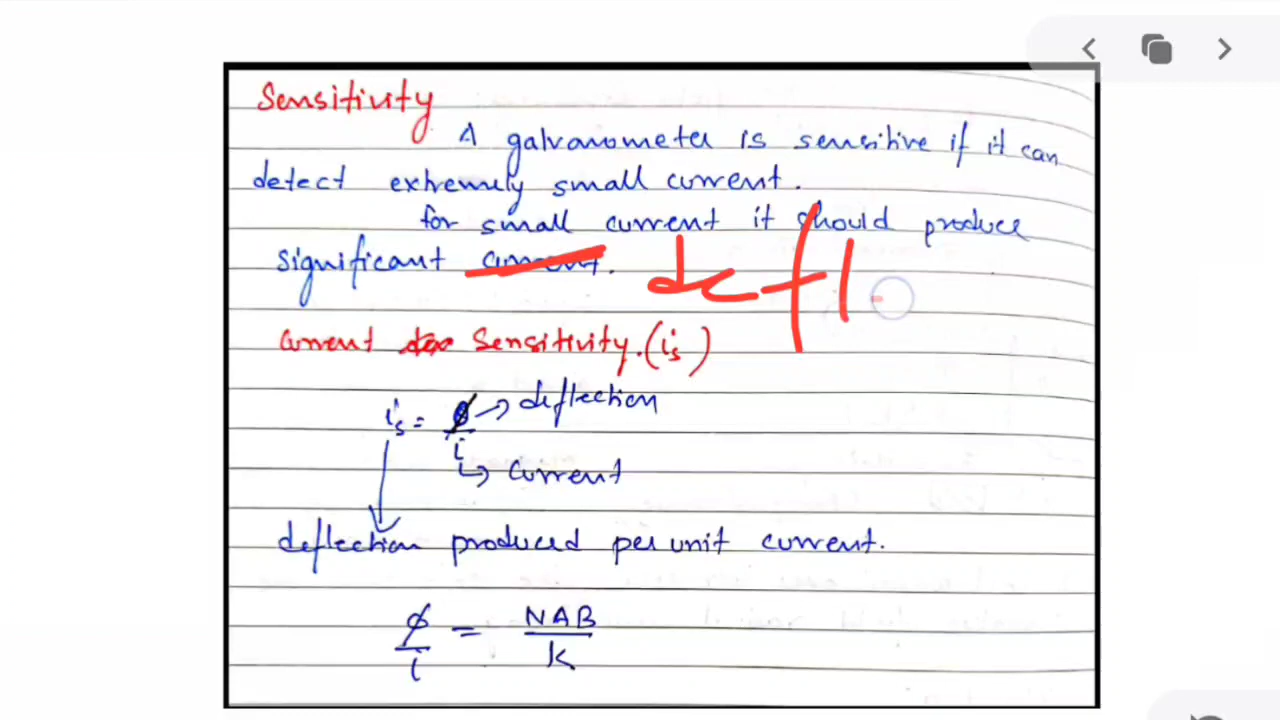 Sensitivity
A galvanometer is sensitive if it can
detect extremely small current.
for small current it should produce
significant current. defl
current Sensitivity. (is)
is = ϕ/i → deflection
↳ current
deflection produced per unit current.
ϕ/i = NAB/K